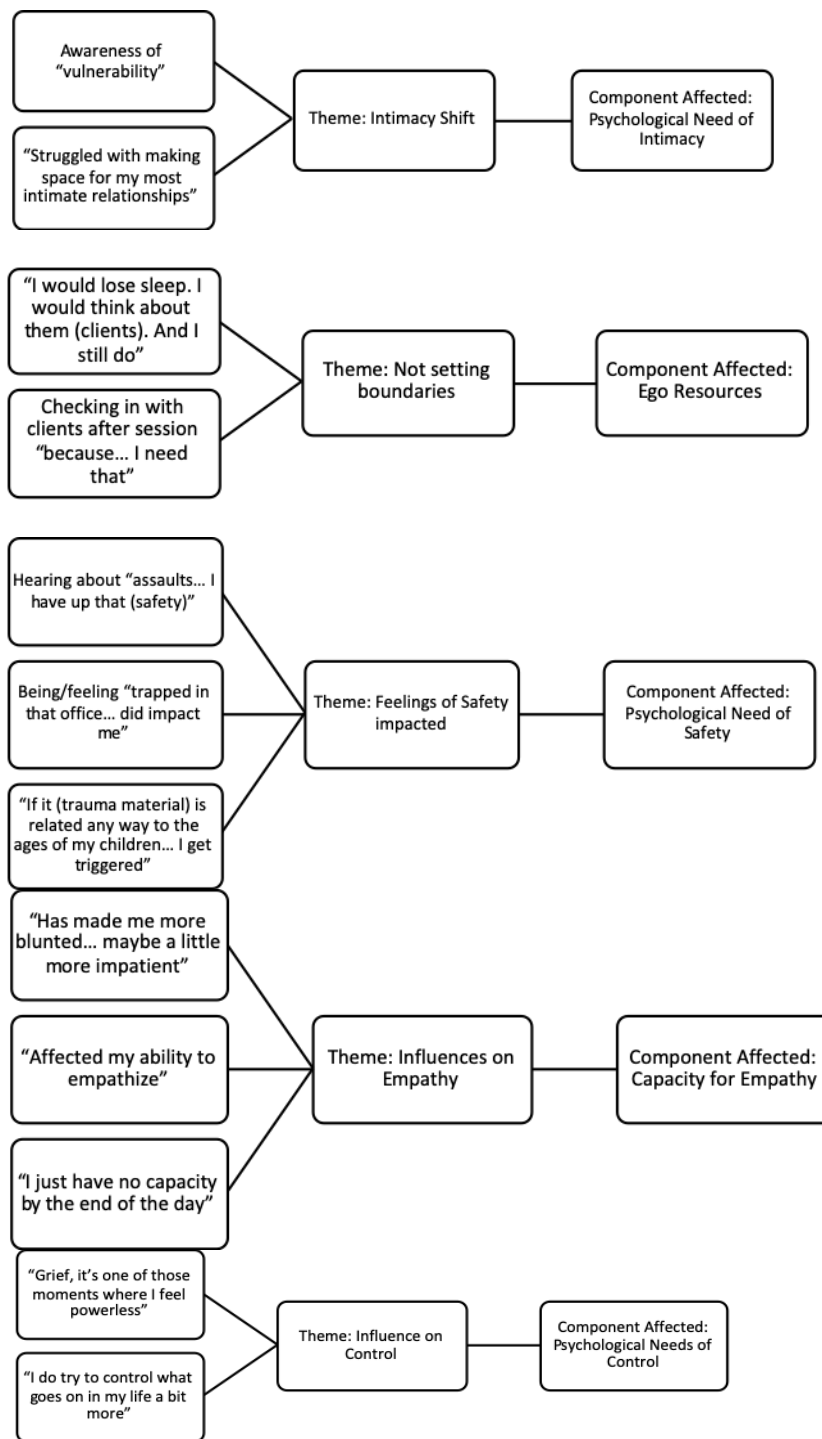 Awareness of
“vulnerability”
“Struggled with making
space for my most
intimate relationships”
Theme: Intimacy Shift
Component Affected:
Psychological Need of
Intimacy
“I would lose sleep. I
would think about
them (clients). And I
still do”
Checking in with
clients after session
“because... I need
that”
Theme: Not setting
boundaries
Component Affected:
Ego Resources
Hearing about “assaults... I
have up that (safety)”
Being/feeling “trapped in
that office... did impact
me”
“If it (trauma material) is
related any way to the
ages of my children... I get
triggered”
Theme: Feelings of Safety
impacted
Component Affected:
Psychological Need of
Safety
“Has made me more
blunted... maybe a little
more impatient”
“Affected my ability to
empathize”
“I just have no capacity
by the end of the day”
Theme: Influences on
Empathy
Component Affected:
Capacity for Empathy
“Grief, it’s one of those
moments where I feel
powerless”
“I do try to control what
goes on in my life a bit
more”
Theme: Influence on
Control
Component Affected:
Psychological Needs of
Control